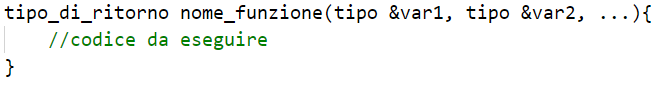 tipo_di_ritorno nome_funzione(tipo &var1, tipo &var2, ...){
    //codice da eseguire
}